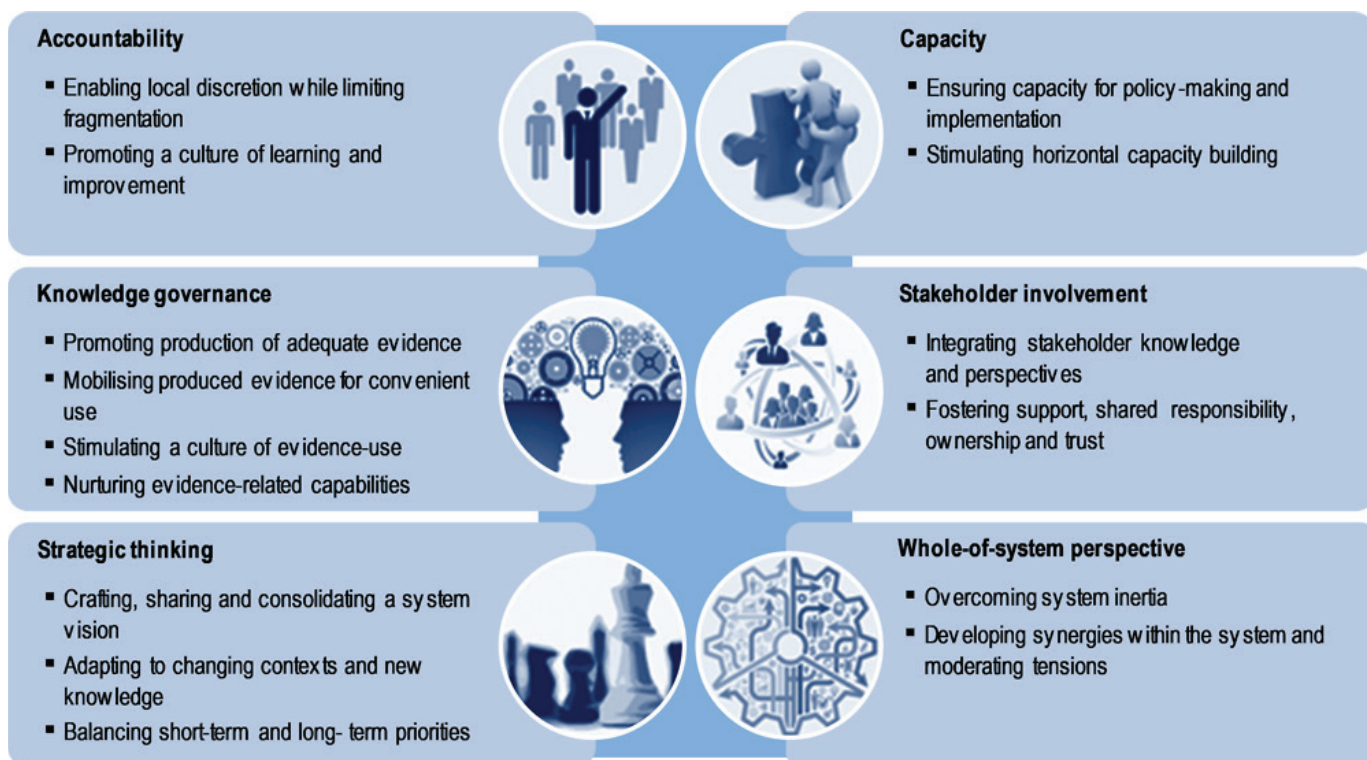 Accountability
▪ Enabling local discretion while limiting
fragmentation
▪ Promoting a culture of learning and
improvement
Capacity
▪ Ensuring capacity for policy-making and
implementation
▪ Stimulating horizontal capacity building
Knowledge governance
▪ Promoting production of adequate evidence
▪ Mobilising produced evidence for convenient
use
▪ Stimulating a culture of evidence-use
▪ Nurturing evidence-related capabilities
Stakeholder involvement
▪ Integrating stakeholder knowledge
and perspectives
▪ Fostering support, shared responsibility,
ownership and trust
Strategic thinking
▪ Crafting, sharing and consolidating a system
vision
▪ Adapting to changing contexts and new
knowledge
▪ Balancing short-term and long- term priorities
Whole-of-system perspective
▪ Overcoming system inertia
▪ Developing synergies within the system and
moderating tensions